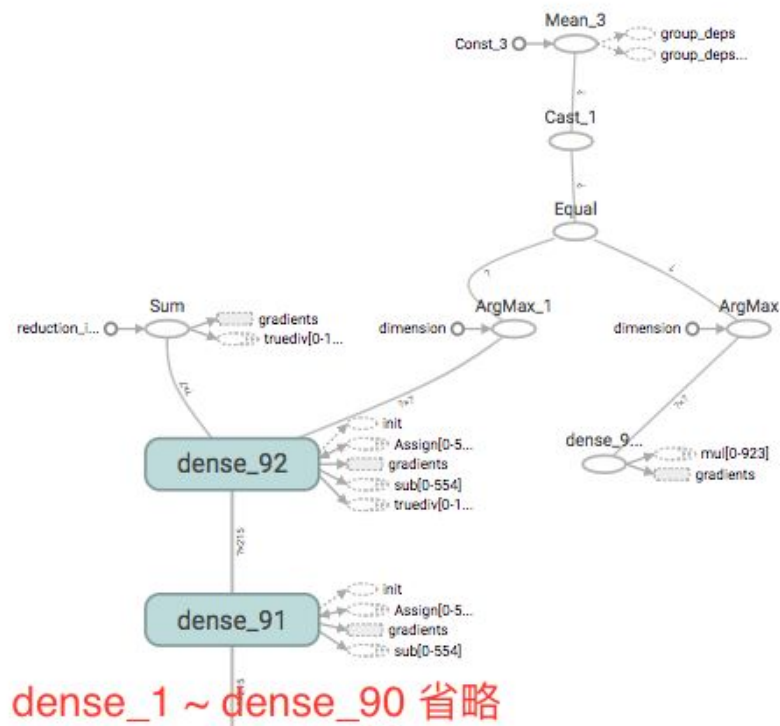 Mean_3
Const_3
group_deps
group_deps...
Cast_1
Equal
Sum
reduction_i...
gradients
truediv[0-1...
ArgMax_1
dimension
ArgMax
dimension
?x?
?x?
?x?
dense_92
init
Assign[0-5...
gradients
sub[0-554]
truediv[0-1...
dense_9...
mul[0-923]
gradients
?x215
dense_91
init
Assign[0-5...
gradients
sub[0-554]
dense_1 ~ dense_90 省略